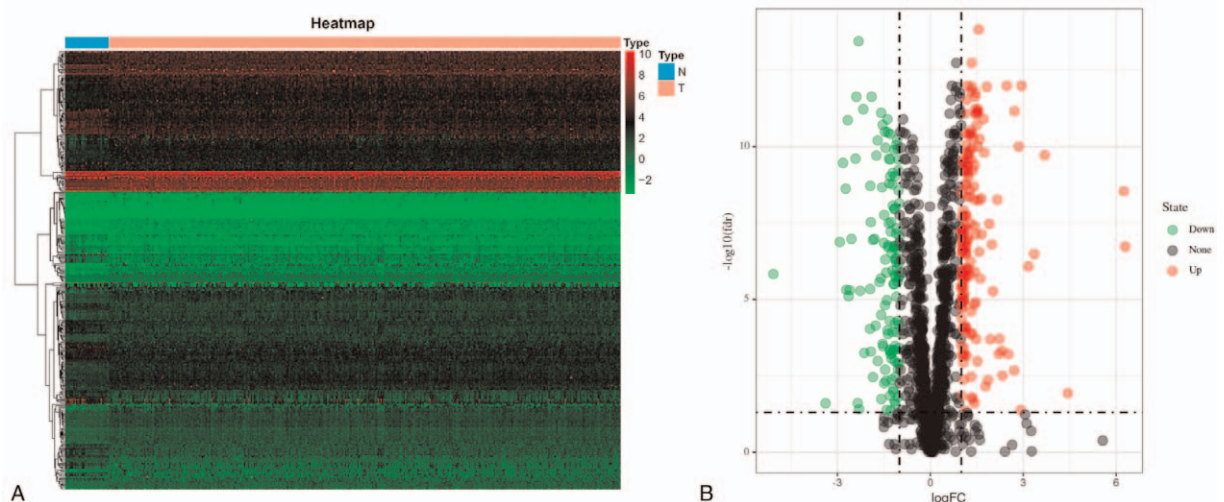 Heatmap
Type
10
8
6
4
2
0
−2
Type
N
T
A
-log10(fdr)
10
5
0
-3
0
3
6
logFC
State
Down
None
Up
B